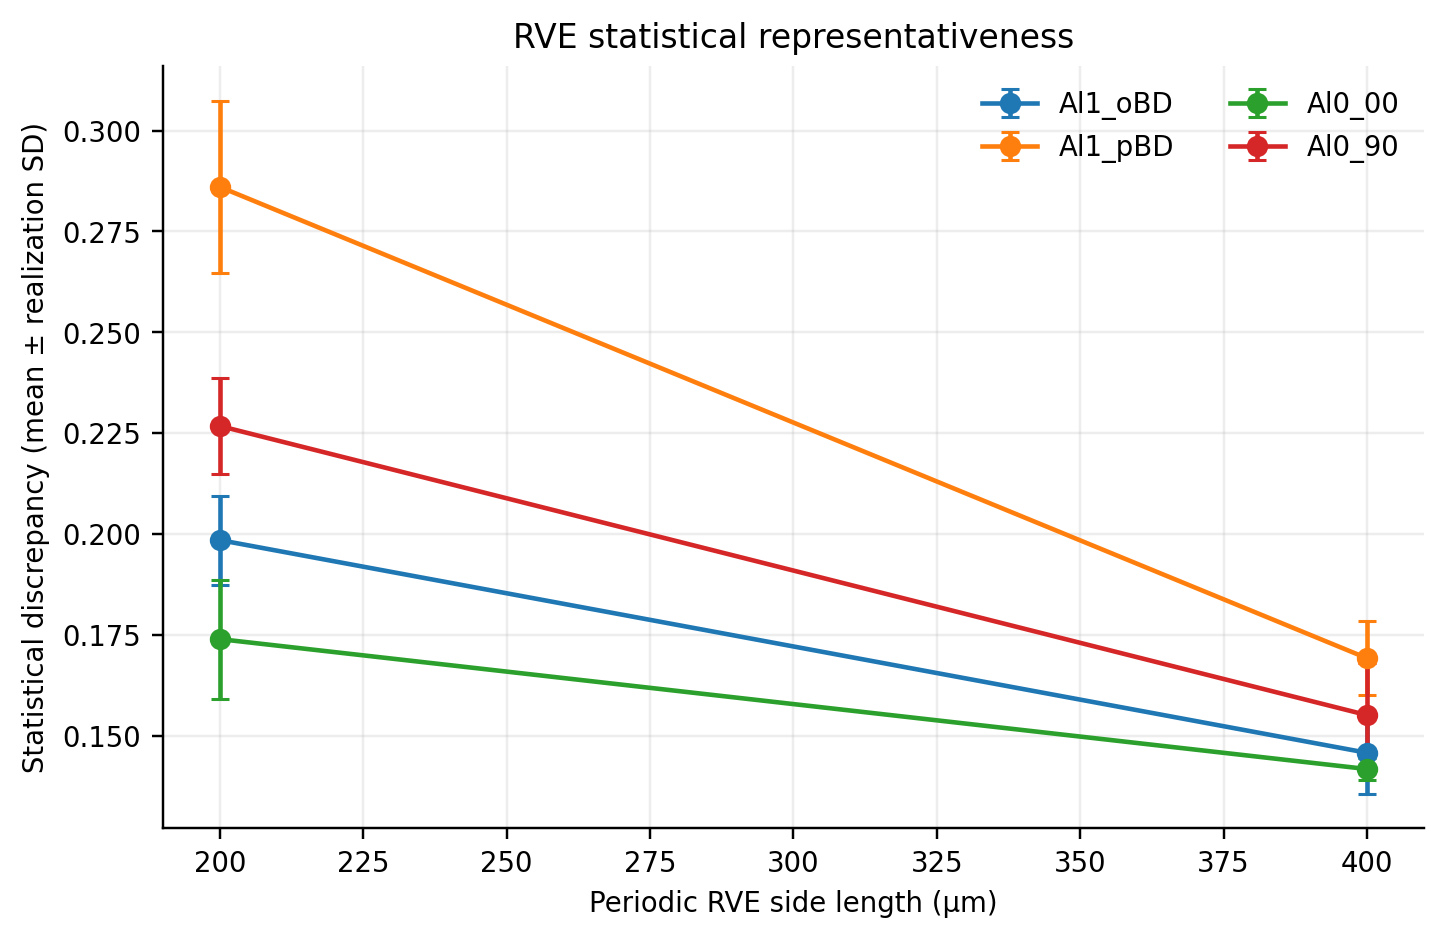 RVE statistical representativeness
Al1_oBD
Al1_pBD
Al0_00
Al0_90
Statistical discrepancy (mean ± realization SD)
0.300
0.275
0.250
0.225
0.200
0.175
0.150
200 225 250 275 300 325 350 375 400
Periodic RVE side length (µm)